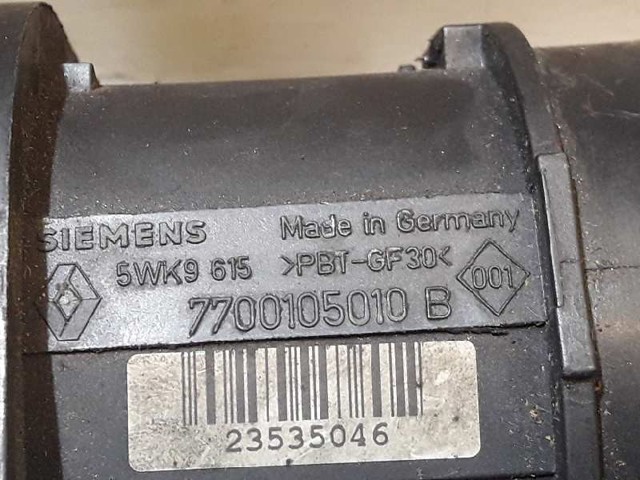 SIEMENS Made in Germany
5WK9 615 >PBT-GF30< 001
7700105010 B
23535046